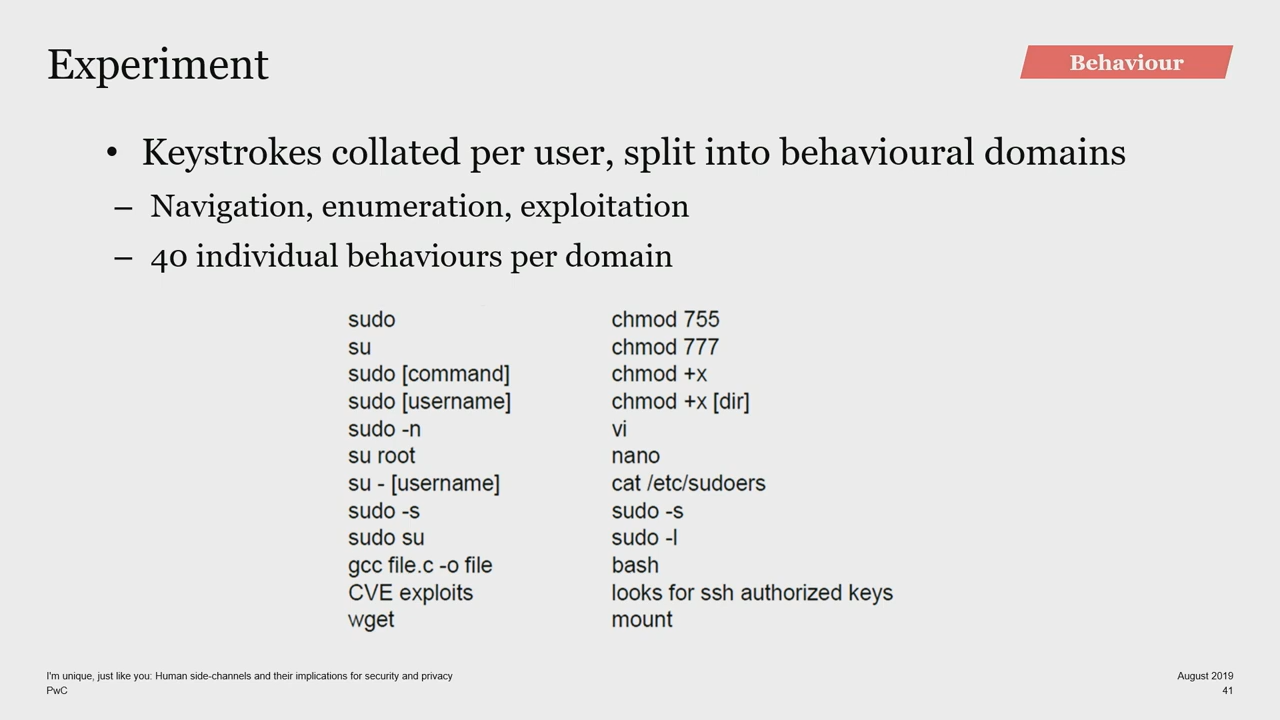 Experiment
Behaviour
• Keystrokes collated per user, split into behavioural domains
– Navigation, enumeration, exploitation
– 40 individual behaviours per domain
sudo
su
sudo [command]
sudo [username]
sudo -n
su root
su - [username]
sudo -s
sudo su
gcc file.c -o file
CVE exploits
wget
chmod 755
chmod 777
chmod +x
chmod +x [dir]
vi
nano
cat /etc/sudoers
sudo -s
sudo -l
bash
looks for ssh authorized keys
mount
I'm unique, just like you: Human side-channels and their implications for security and privacy
PwC
August 2019
41